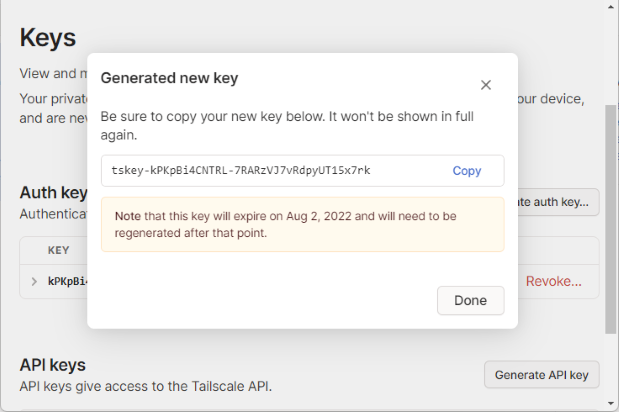 Keys
View and m
Generated new key
Your privat
our device,
and are nev
Be sure to copy your new key below. It won't be shown in full
again.
tskey-kPKpBi4CNTRL-7RARzVJ7vRdpyUT15x7rk
Copy
Auth key
te auth key...
Authenticat
Note that this key will expire on Aug 2, 2022 and will need to be
regenerated after that point.
KEY
kPKpBi4
Revoke...
Done
API keys
API keys give access to the Tailscale API.
Generate API key